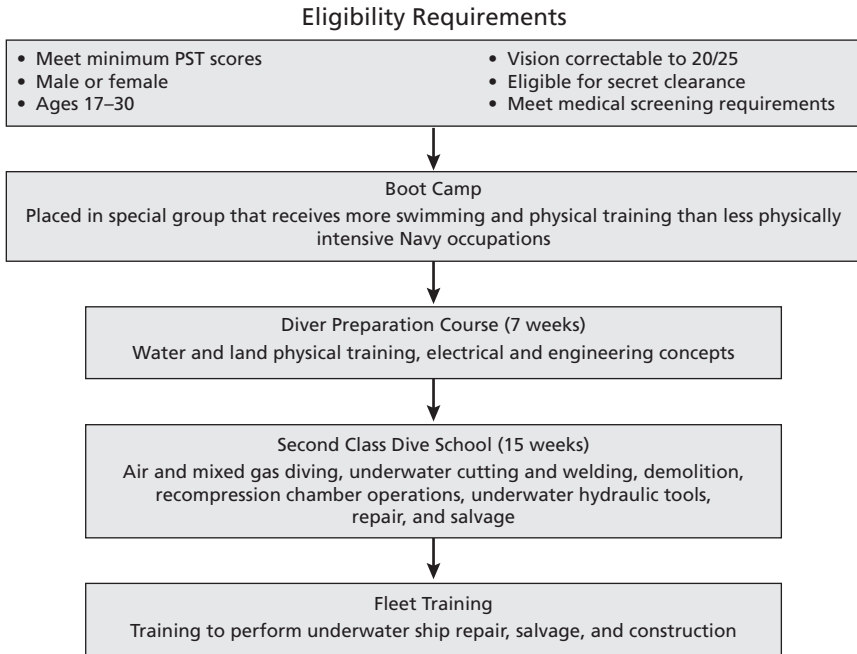 Eligibility Requirements
• Meet minimum PST scores
• Male or female
• Ages 17–30
• Vision correctable to 20/25
• Eligible for secret clearance
• Meet medical screening requirements
Boot Camp
Placed in special group that receives more swimming and physical training than less physically
intensive Navy occupations
Diver Preparation Course (7 weeks)
Water and land physical training, electrical and engineering concepts
Second Class Dive School (15 weeks)
Air and mixed gas diving, underwater cutting and welding, demolition,
recompression chamber operations, underwater hydraulic tools,
repair, and salvage
Fleet Training
Training to perform underwater ship repair, salvage, and construction